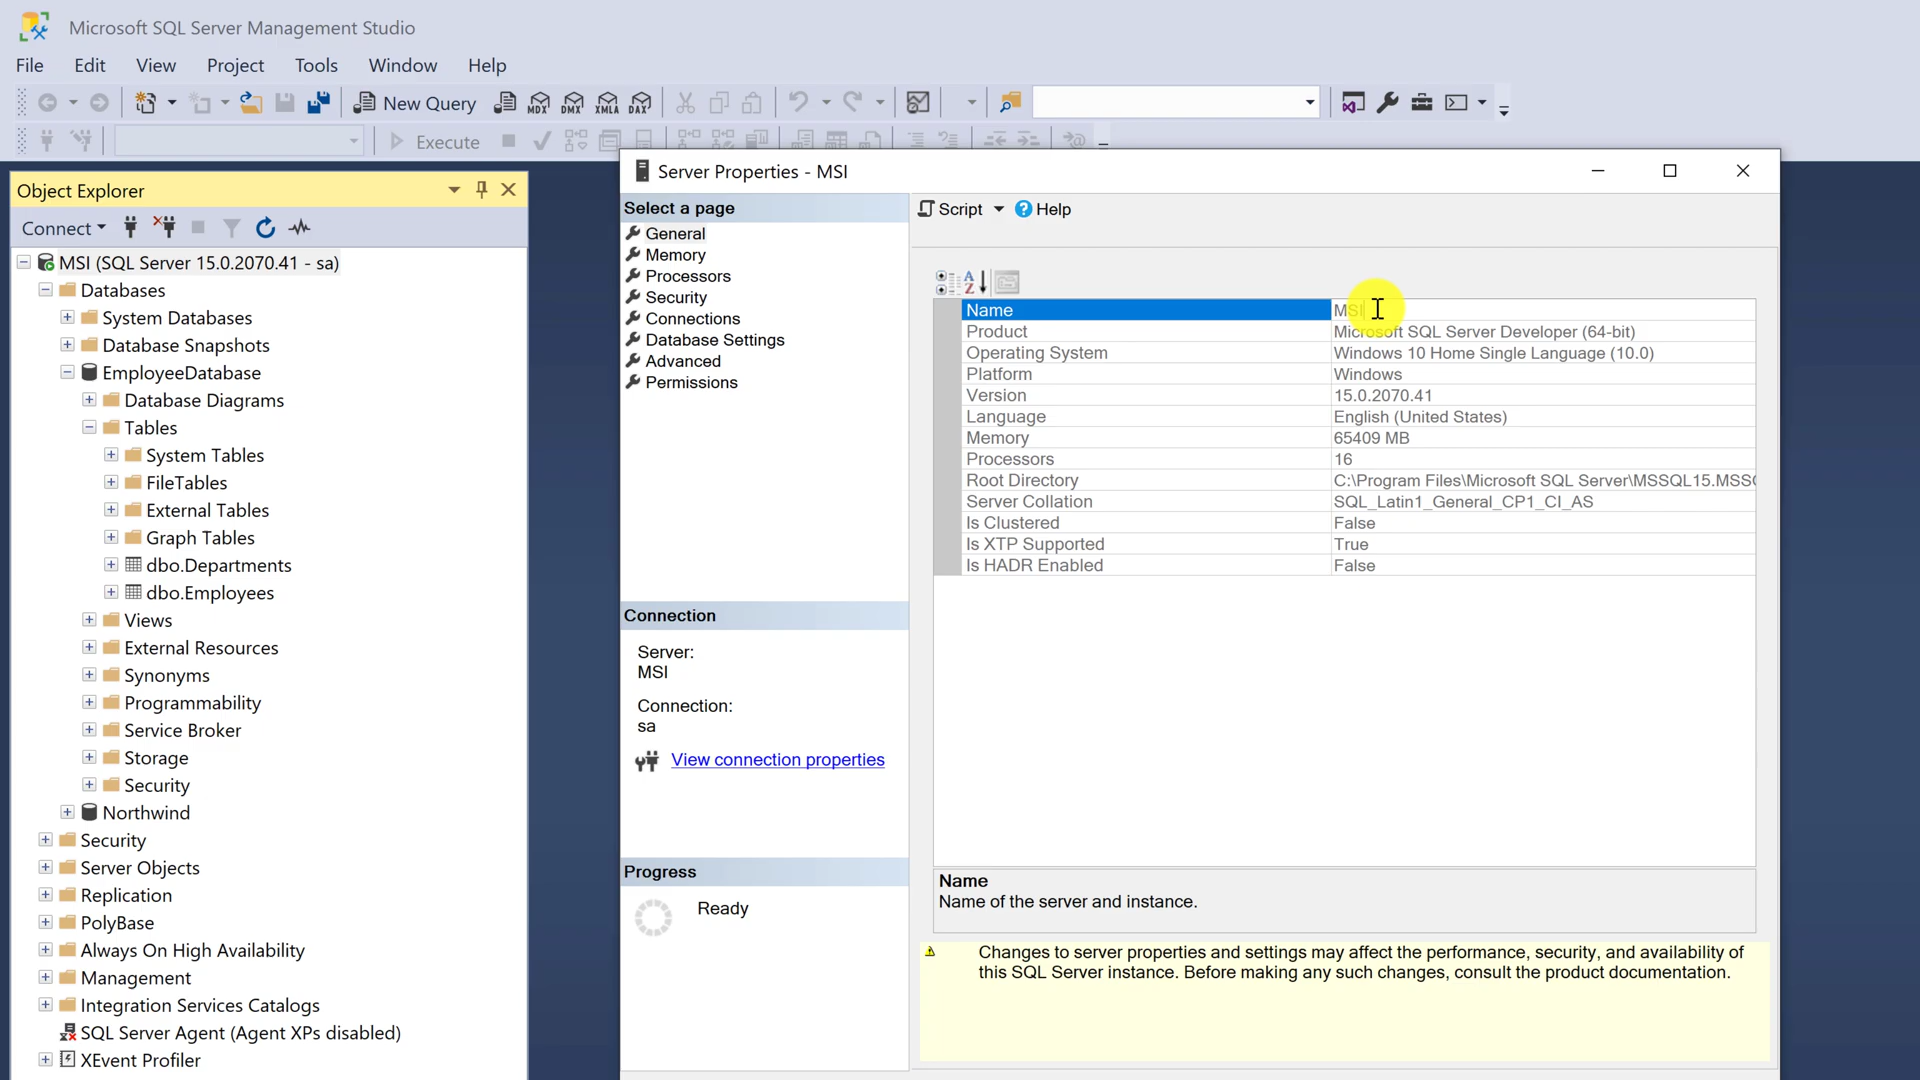 Microsoft SQL Server Management Studio
File Edit View Project Tools Window Help
New Query MDX DMX XMLA DAX
Execute
Object Explorer
Connect
MSI (SQL Server 15.0.2070.41 - sa)
Databases
System Databases
Database Snapshots
EmployeeDatabase
Database Diagrams
Tables
System Tables
FileTables
External Tables
Graph Tables
dbo.Departments
dbo.Employees
Views
External Resources
Synonyms
Programmability
Service Broker
Storage
Security
Northwind
Security
Server Objects
Replication
PolyBase
Always On High Availability
Management
Integration Services Catalogs
SQL Server Agent (Agent XPs disabled)
XEvent Profiler
Server Properties - MSI
Select a page
General
Memory
Processors
Security
Connections
Database Settings
Advanced
Permissions
Connection
Server:
MSI
Connection:
sa
View connection properties
Progress
Ready
Script Help
Name MSI
Product Microsoft SQL Server Developer (64-bit)
Operating System Windows 10 Home Single Language (10.0)
Platform Windows
Version 15.0.2070.41
Language English (United States)
Memory 65409 MB
Processors 16
Root Directory C:\Program Files\Microsoft SQL Server\MSSQL15.MSS
Server Collation SQL_Latin1_General_CP1_CI_AS
Is Clustered False
Is XTP Supported True
Is HADR Enabled False
Name
Name of the server and instance.
Changes to server properties and settings may affect the performance, security, and availability of
this SQL Server instance. Before making any such changes, consult the product documentation.